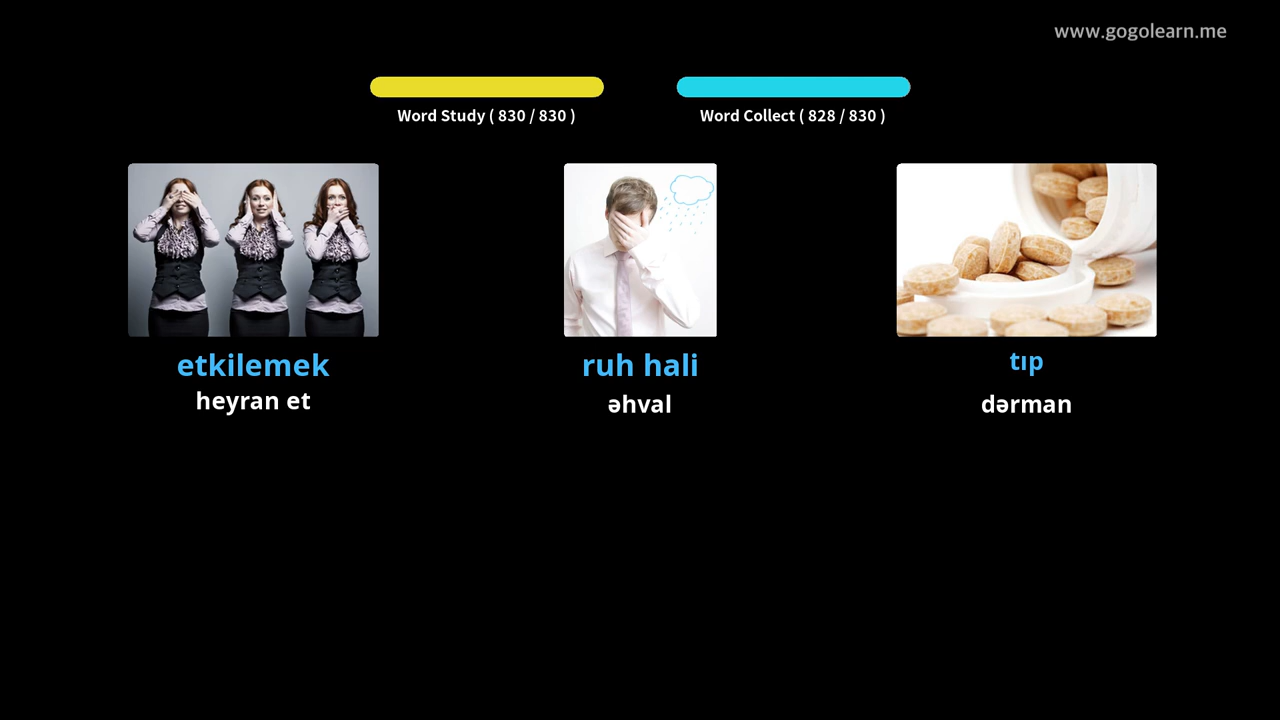 www.gogolearn.me
Word Study ( 830 / 830 )
Word Collect ( 828 / 830 )
etkilemek
heyran et
ruh hali
əhval
tıp
dərman